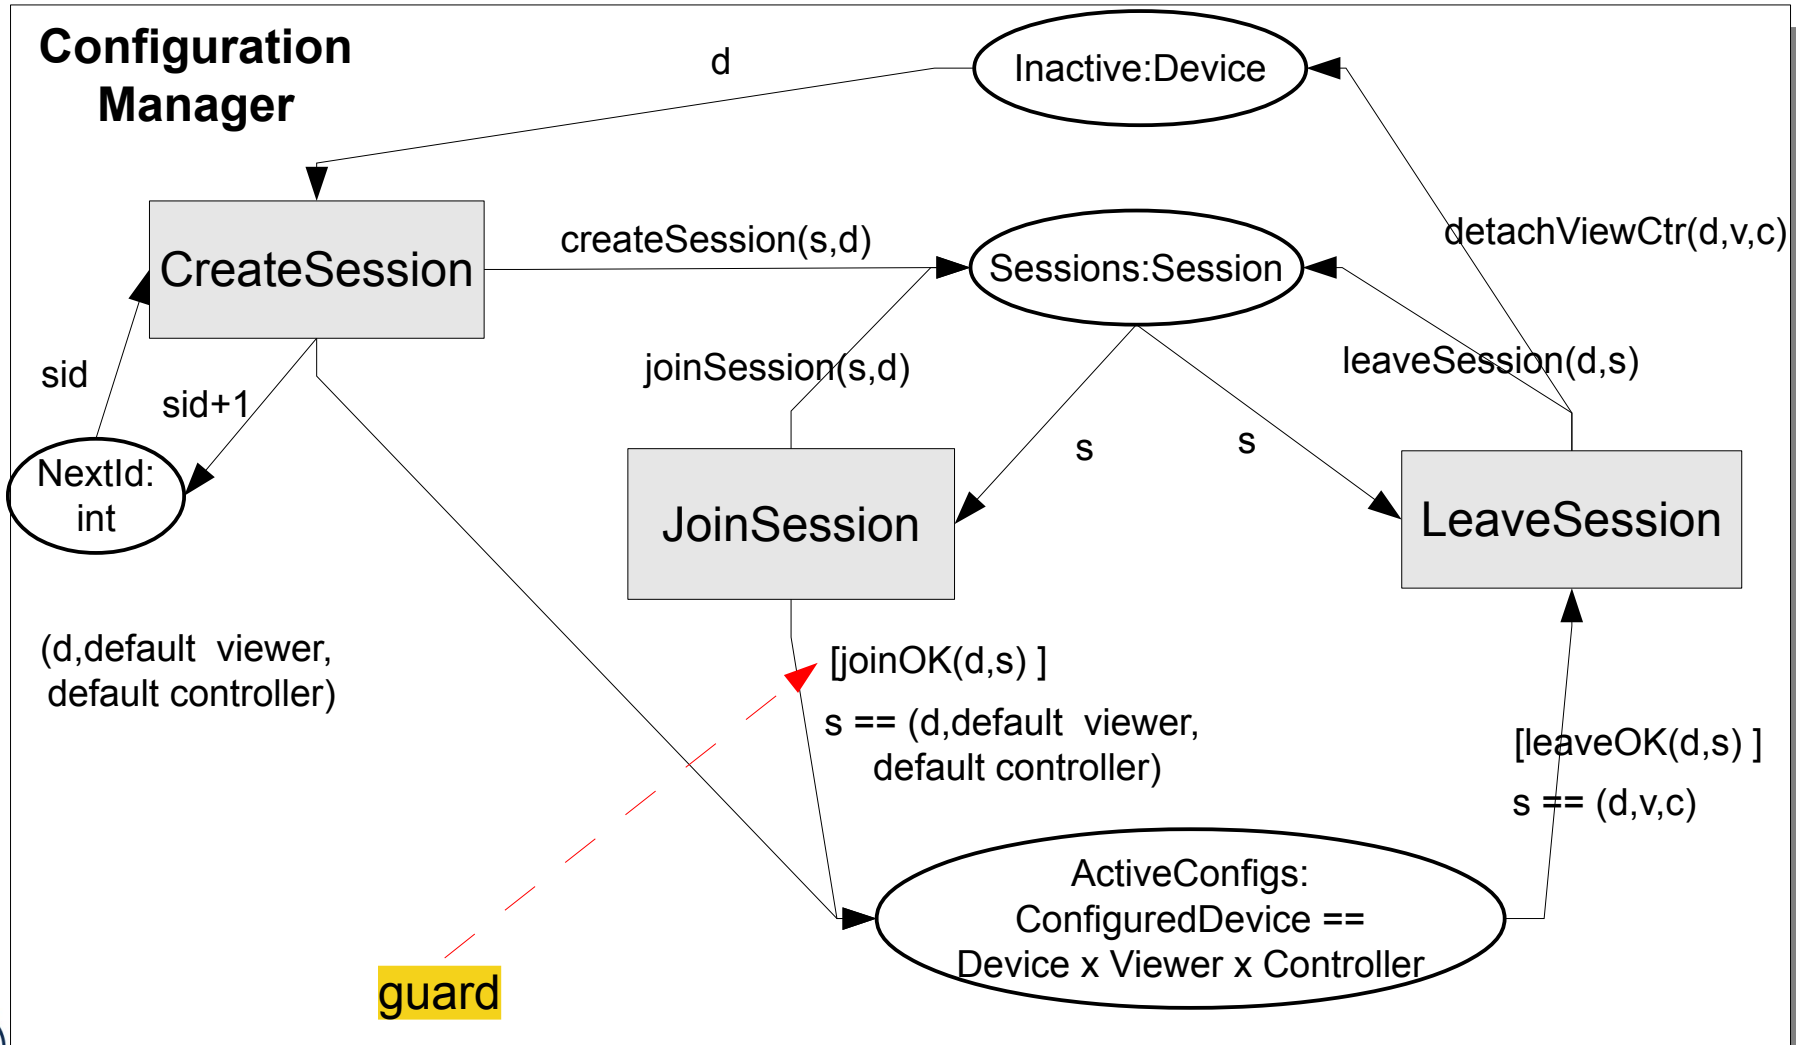 Configuration
Manager
d
Inactive:Device
detachViewCtr(d,v,c)
createSession(s,d)
CreateSession
Sessions:Session
joinSession(s,d)
leaveSession(d,s)
sid
sid+1
s
s
NextId:
int
JoinSession
LeaveSession
(d,default viewer,
default controller)
[joinOK(d,s) ]
s == (d,default viewer,
default controller)
[leaveOK(d,s) ]
s == (d,v,c)
ActiveConfigs:
ConfiguredDevice ==
Device x Viewer x Controller
guard